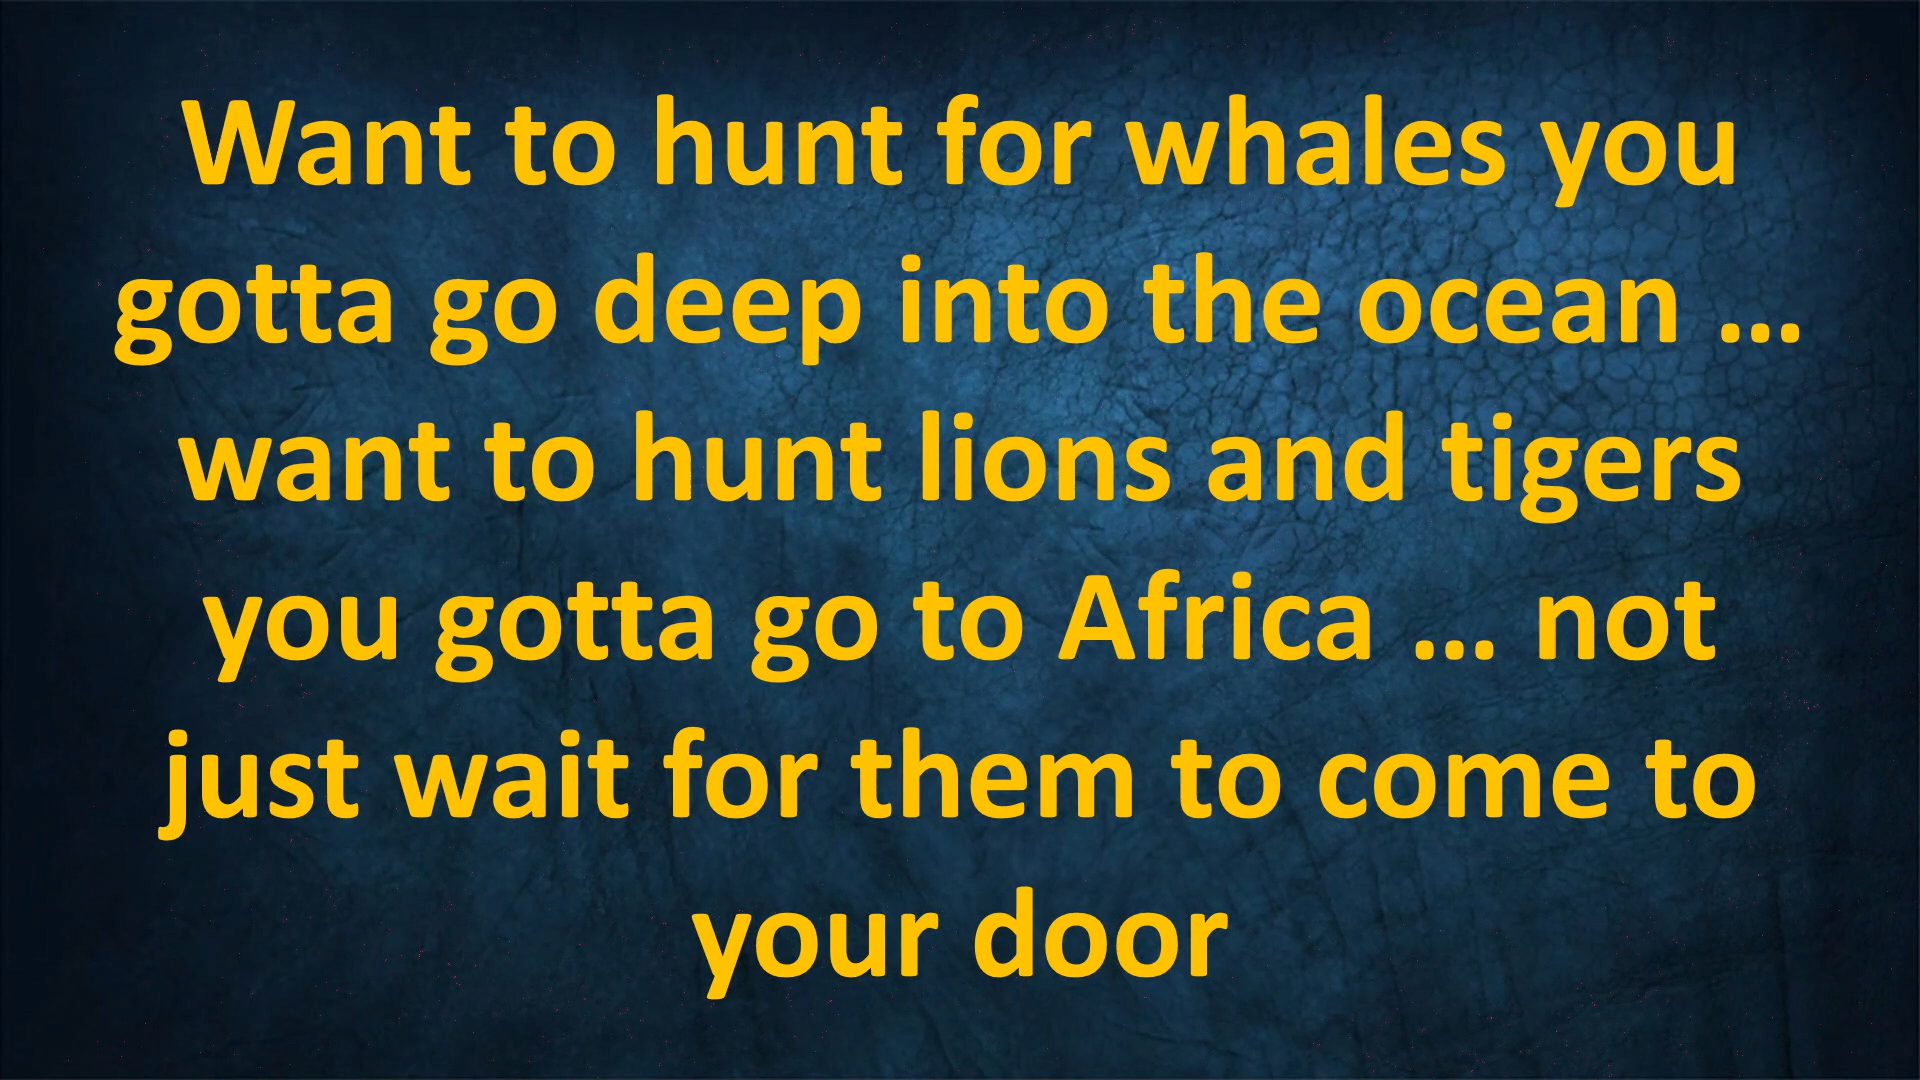 Want to hunt for whales you
gotta go deep into the ocean …
want to hunt lions and tigers
you gotta go to Africa … not
just wait for them to come to
your door